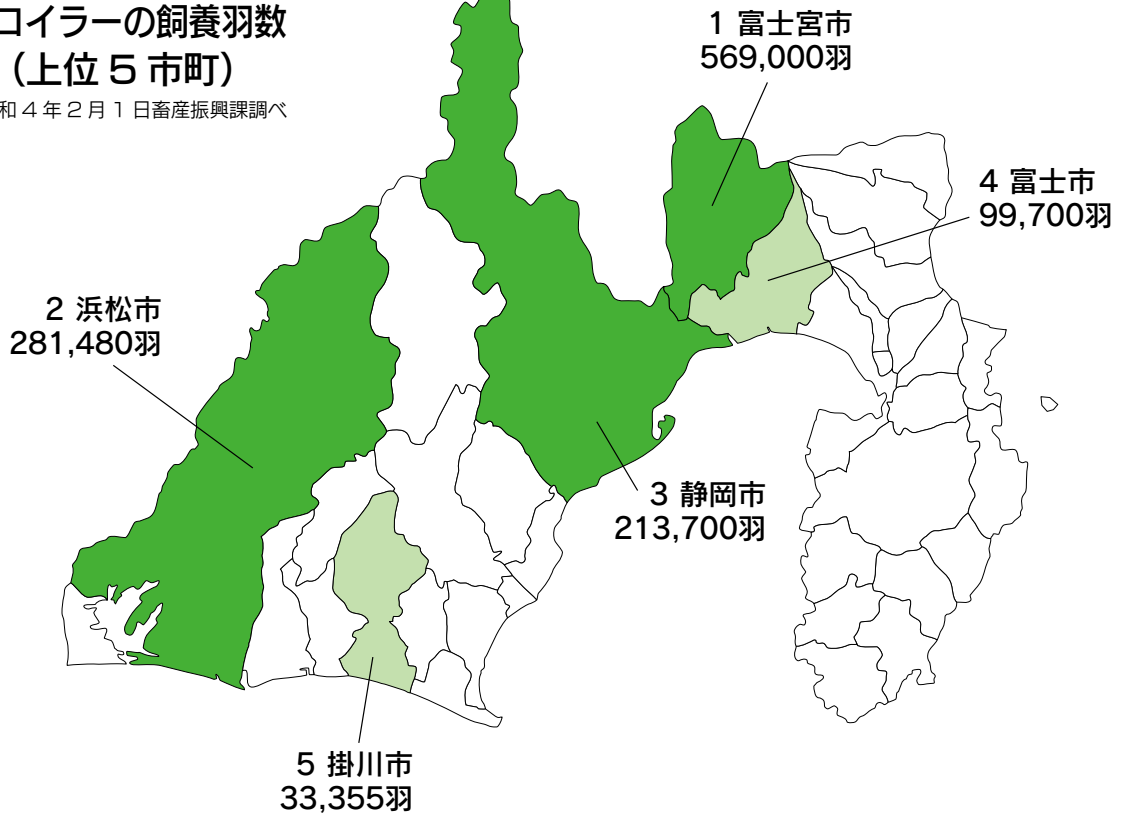 コイラーの飼養羽数
（上位５市町）
和４年２月１日畜産振興課調べ
1 富士宮市
569,000羽
4 富士市
99,700羽
2 浜松市
281,480羽
3 静岡市
213,700羽
5 掛川市
33,355羽